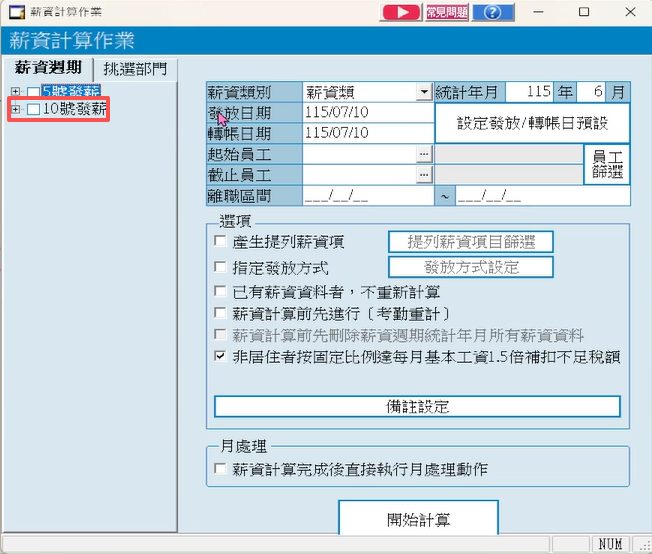 薪資計算作業
常見問題
?
薪資計算作業
薪資週期 挑選部門
5號發薪
10號發薪
薪資類別 薪資類 統計年月 115 年 6 月
發放日期 115/07/10 設定發放/轉帳日預設
轉帳日期 115/07/10
起始員工 ... 員工篩選
截止員工 ...
離職區間 ___/__/__ ~ ___/__/__
選項
產生提列薪資項 提列薪資項目篩選
指定發放方式 發放方式設定
已有薪資資料者，不重新計算
薪資計算前先進行〔考勤重計〕
薪資計算前先刪除薪資週期統計年月所有薪資資料
非居住者按固定比例達每月基本工資1.5倍補扣不足稅額
備註設定
月處理
薪資計算完成後直接執行月處理動作
開始計算
NUM